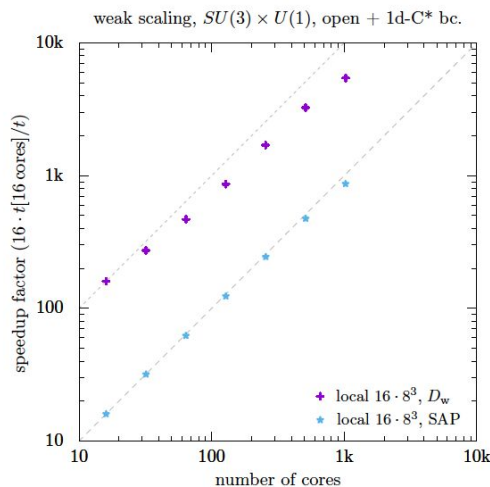 weak scaling, SU(3) × U(1), open + 1d-C* bc.
speedup factor (16 · t[16 cores]/t)
10k
1k
100
10
local 16 · 8³, D_w
local 16 · 8³, SAP
10 100 1k 10k
number of cores